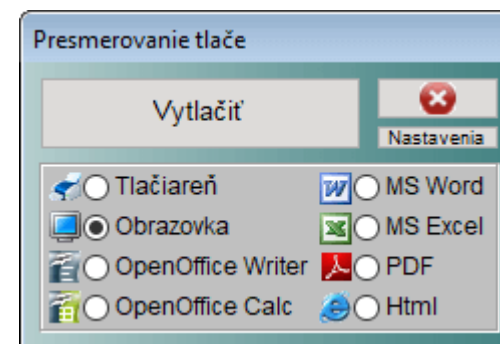 Presmerovanie tlače
Vytlačiť
Nastavenia
Tlačiareň
MS Word
Obrazovka
MS Excel
OpenOffice Writer
PDF
OpenOffice Calc
Html